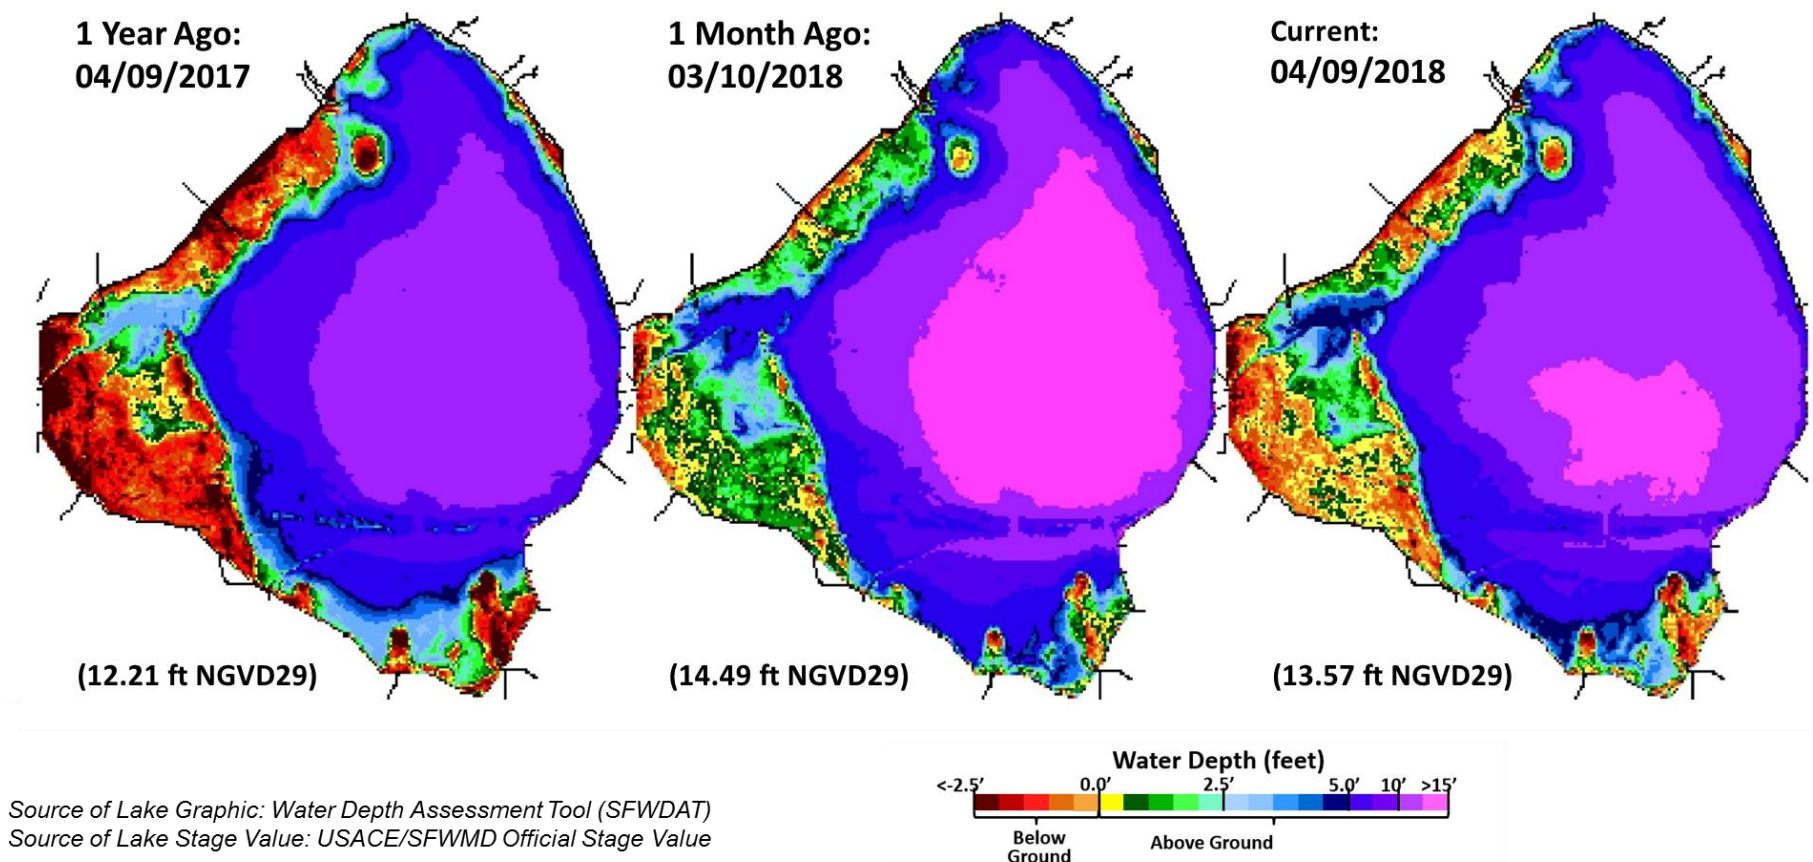 1 Year Ago:
04/09/2017
1 Month Ago:
03/10/2018
Current:
04/09/2018
(12.21 ft NGVD29)
(14.49 ft NGVD29)
(13.57 ft NGVD29)
Water Depth (feet)
<-2.5’ 0.0’ 2.5’ 5.0’ 10’ >15’
Below
Ground
Above Ground
Source of Lake Graphic: Water Depth Assessment Tool (SFWDAT)
Source of Lake Stage Value: USACE/SFWMD Official Stage Value